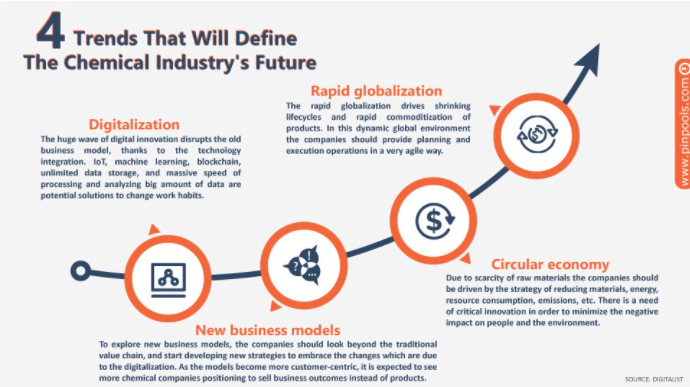 4 Trends That Will Define
The Chemical Industry's Future
Digitalization
The huge wave of digital innovation disrupts the old
business model, thanks to the technology
integration. IoT, machine learning, blockchain,
unlimited data storage, and massive speed of
processing and analyzing big amount of data are
potential solutions to change work habits.
Rapid globalization
The rapid globalization drives shrinking
lifecycles and rapid commoditization of
products. In this dynamic global environment
the companies should provide planning and
execution operations in a very agile way.
www.pinpools.com
$
$
? !
...
Circular economy
Due to scarcity of raw materials the companies should
be driven by the strategy of reducing materials, energy,
resource consumption, emissions, etc. There is a need
of critical innovation in order to minimize the negative
impact on people and the environment.
New business models
To explore new business models, the companies should look beyond the traditional
value chain, and start developing new strategies to embrace the changes which are due
to the digitalization. As the models become more customer-centric, it is expected to see
more chemical companies positioning to sell business outcomes instead of products.
SOURCE: DIGITALIST